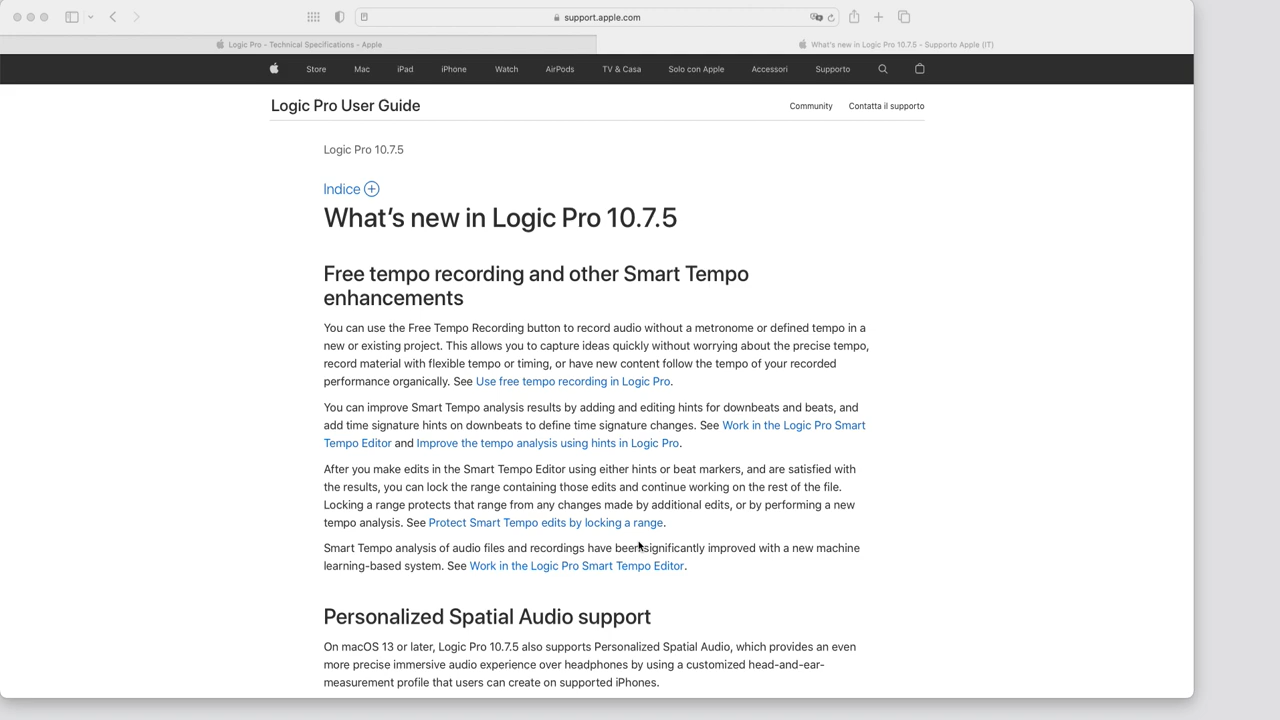 support.apple.com
Logic Pro - Technical Specifications - Apple
What's new in Logic Pro 10.7.5 - Supporto Apple (IT)
Store Mac iPad iPhone Watch AirPods TV & Casa Solo con Apple Accessori Supporto
Logic Pro User Guide
Community Contatta il supporto
Logic Pro 10.7.5
Indice
What's new in Logic Pro 10.7.5
Free tempo recording and other Smart Tempo
enhancements
You can use the Free Tempo Recording button to record audio without a metronome or defined tempo in a
new or existing project. This allows you to capture ideas quickly without worrying about the precise tempo,
record material with flexible tempo or timing, or have new content follow the tempo of your recorded
performance organically. See Use free tempo recording in Logic Pro.
You can improve Smart Tempo analysis results by adding and editing hints for downbeats and beats, and
add time signature hints on downbeats to define time signature changes. See Work in the Logic Pro Smart
Tempo Editor and Improve the tempo analysis using hints in Logic Pro.
After you make edits in the Smart Tempo Editor using either hints or beat markers, and are satisfied with
the results, you can lock the range containing those edits and continue working on the rest of the file.
Locking a range protects that range from any changes made by additional edits, or by performing a new
tempo analysis. See Protect Smart Tempo edits by locking a range.
Smart Tempo analysis of audio files and recordings have been significantly improved with a new machine
learning-based system. See Work in the Logic Pro Smart Tempo Editor.
Personalized Spatial Audio support
On macOS 13 or later, Logic Pro 10.7.5 also supports Personalized Spatial Audio, which provides an even
more precise immersive audio experience over headphones by using a customized head-and-ear-
measurement profile that users can create on supported iPhones.